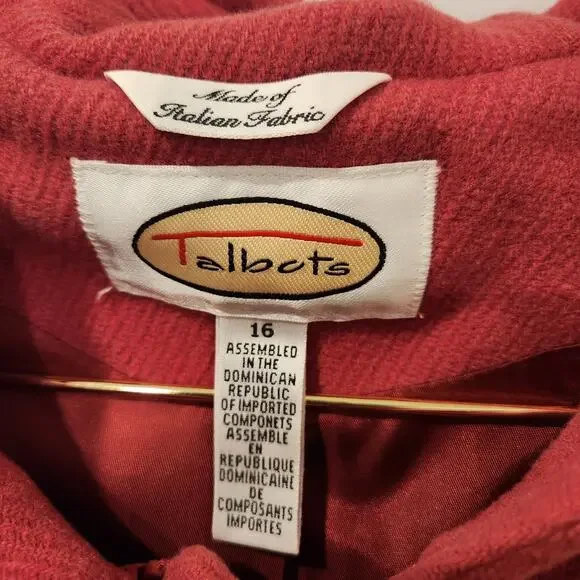 Made of
Italian Fabric
Talbots
16
ASSEMBLED
IN THE
DOMINICAN
REPUBLIC
OF IMPORTED
COMPONETS
ASSEMBLE
EN
REPUBLIQUE
DOMINICAINE
DE
COMPOSANTS
IMPORTES